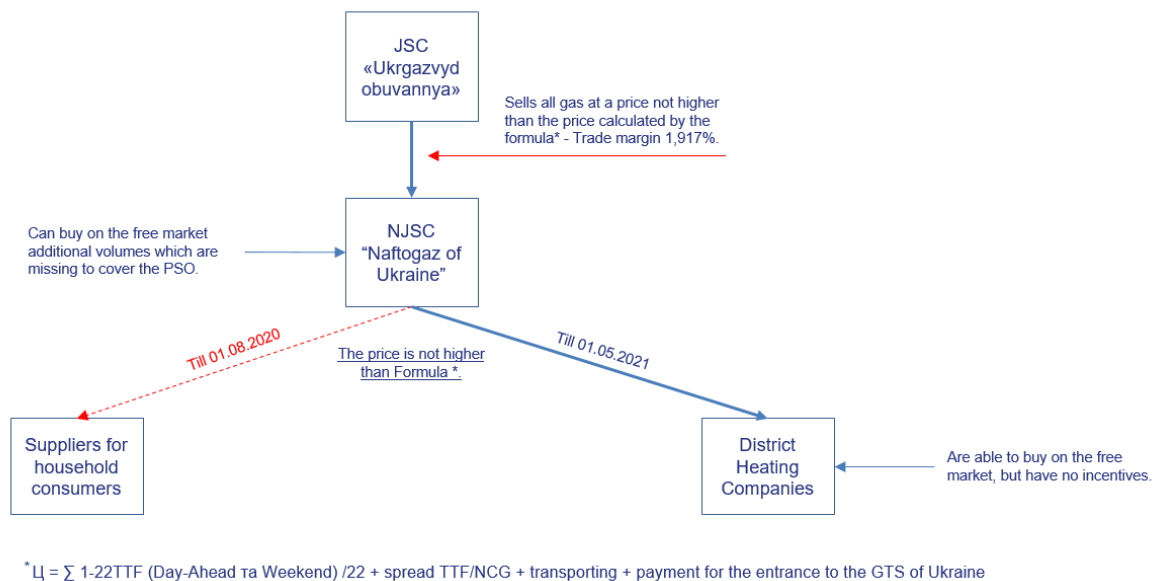 JSC
«Ukrgazvyd
obuvannya»
Sells all gas at a price not higher
than the price calculated by the
formula* - Trade margin 1,917%.
Can buy on the free market
additional volumes which are
missing to cover the PSO.
NJSC
“Naftogaz of
Ukraine”
Till 01.08.2020
The price is not higher
than Formula *.
Till 01.05.2021
Suppliers for
household
consumers
District
Heating
Companies
Are able to buy on the free
market, but have no incentives.
* Ц = ∑ 1-22TTF (Day-Ahead та Weekend) /22 + spread TTF/NCG + transporting + payment for the entrance to the GTS of Ukraine